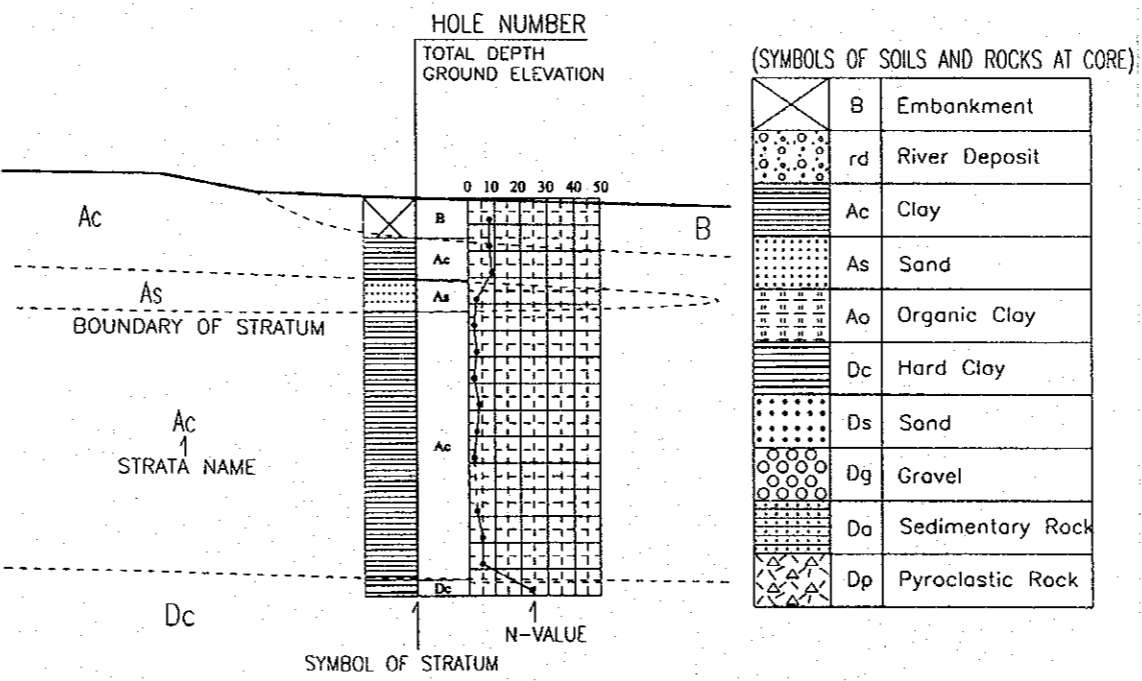 HOLE NUMBER
TOTAL DEPTH
GROUND ELEVATION
0 10 20 30 40 50
Ac
B
B
Ac
As
As
BOUNDARY OF STRATUM
Ac
1
STRATA NAME
Ac
Dc
Dc
1
1
N-VALUE
SYMBOL OF STRATUM
(SYMBOLS OF SOILS AND ROCKS AT CORE)
B Embankment
rd River Deposit
Ac Clay
As Sand
Ao Organic Clay
Dc Hard Clay
Ds Sand
Dg Gravel
Da Sedimentary Rock
Dp Pyroclastic Rock